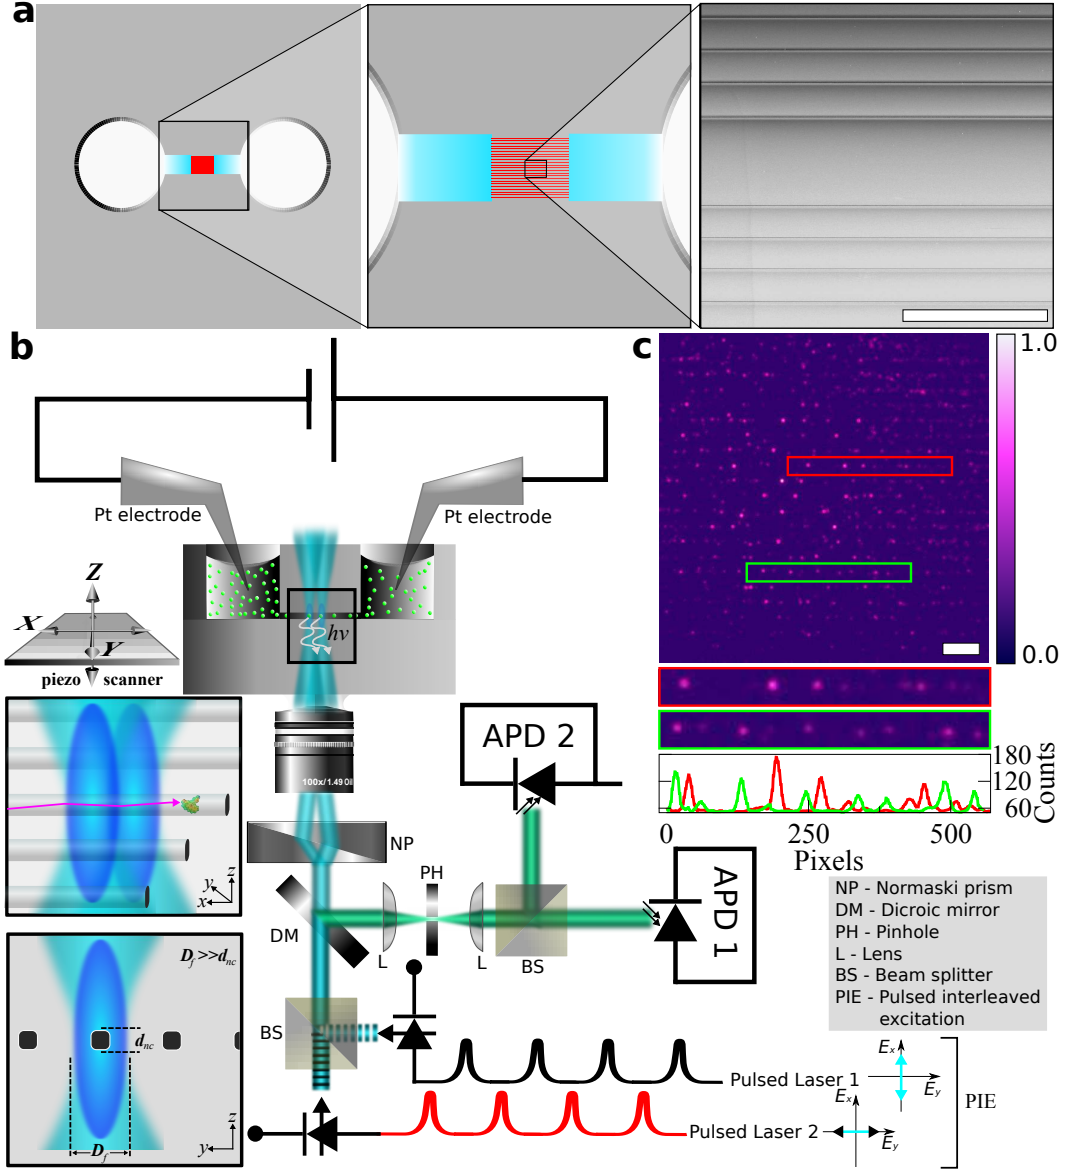 a
b
c
1.0
0.0
Pt electrode
Pt electrode
Z
X
Y
piezo scanner
hν
100x/1.49 Oil
APD 2
180
120
60
Counts
0 250 500
Pixels
NP
PH
DM
L
L
BS
APD 1
y
z
x
D_f>>d_nc
d_nc
D_f
z
y
BS
NP - Normaski prism
DM - Dicroic mirror
PH - Pinhole
L - Lens
BS - Beam splitter
PIE - Pulsed interleaved
excitation
Pulsed Laser 1
E_x
E_y
Pulsed Laser 2
E_x
E_y
PIE